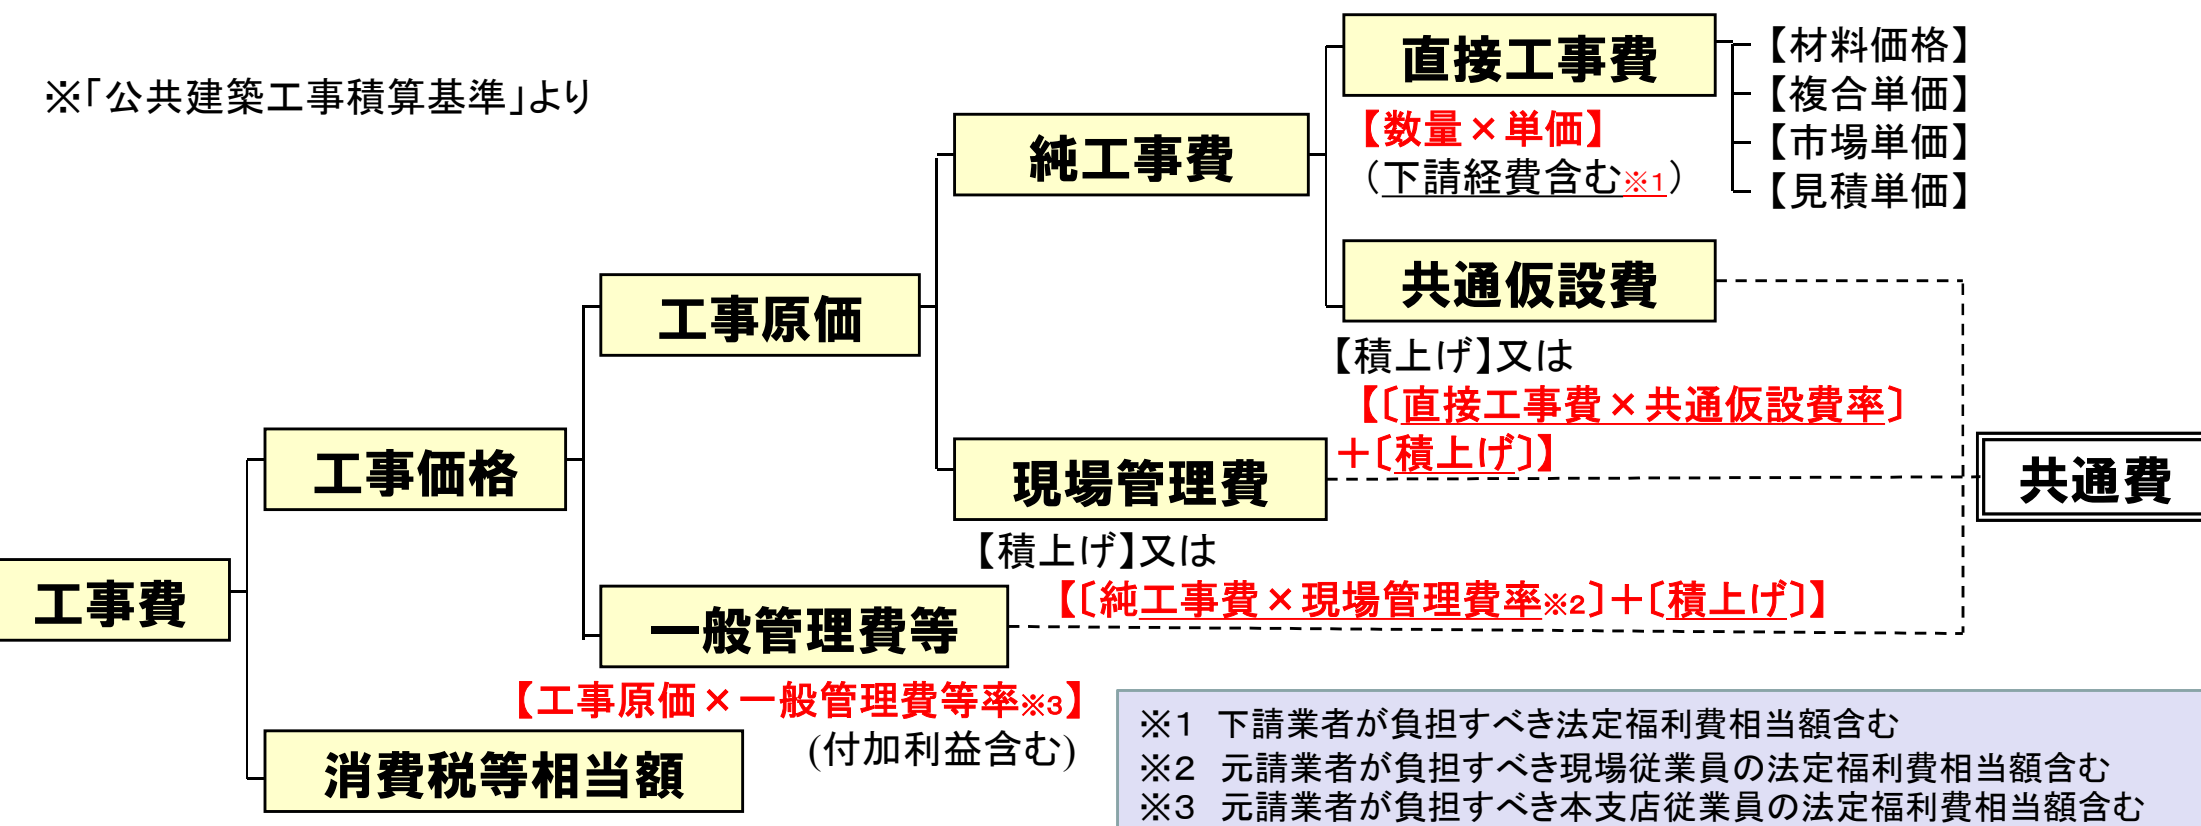 ※「公共建築工事積算基準」より
直接工事費
【数量×単価】
（下請経費含む※1）
【材料価格】
【複合単価】
【市場単価】
【見積単価】
純工事費
共通仮設費
【積上げ】又は
【〔直接工事費×共通仮設費率〕
＋〔積上げ〕】
工事原価
現場管理費
【積上げ】又は
【〔純工事費×現場管理費率※2〕＋〔積上げ〕】
共通費
工事価格
一般管理費等
【工事原価×一般管理費等率※3】
(付加利益含む)
工事費
消費税等相当額
※1　下請業者が負担すべき法定福利費相当額含む
※2　元請業者が負担すべき現場従業員の法定福利費相当額含む
※3　元請業者が負担すべき本支店従業員の法定福利費相当額含む